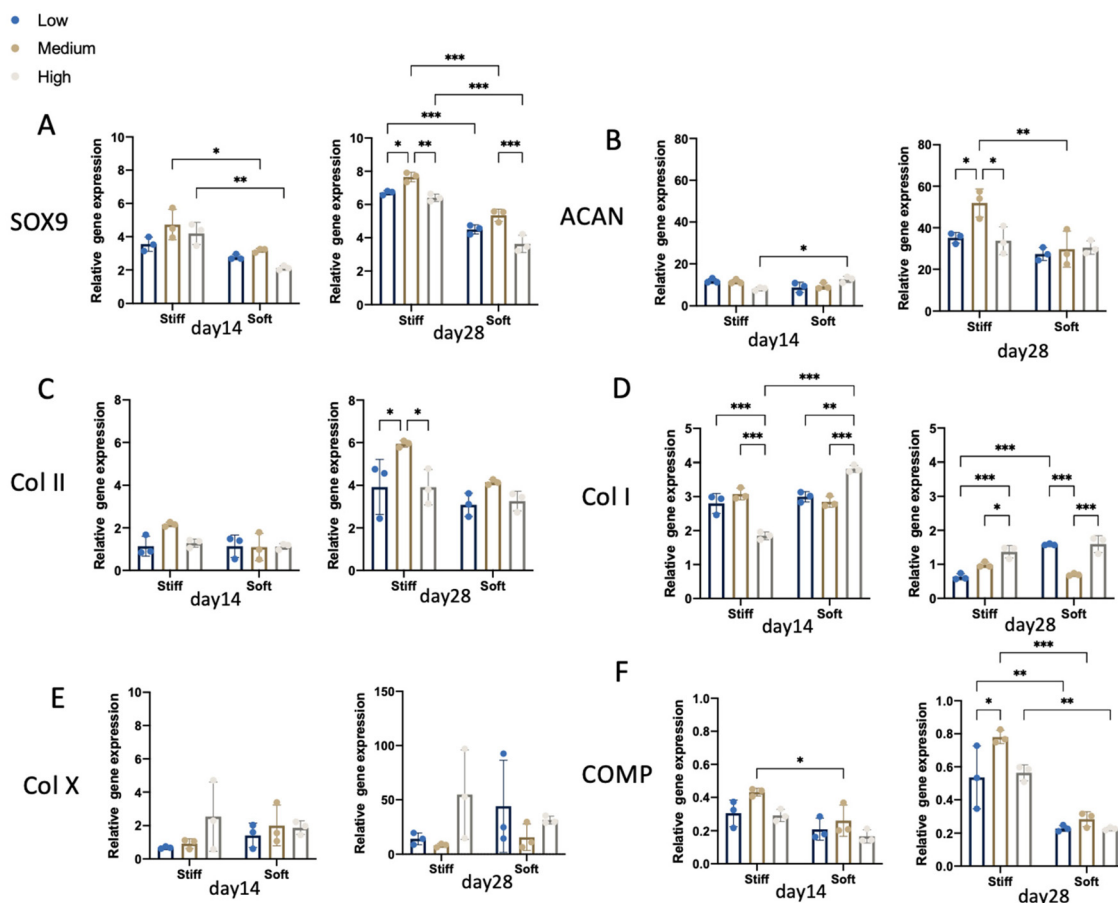 Low
Medium
High
A
SOX9
Relative gene expression
10
8
6
4
2
0
*
**
Stiff
Soft
day14
Relative gene expression
10
8
6
4
2
0
***
***
***
*
**
***
Stiff
Soft
day28
B
ACAN
Relative gene expression
80
60
40
20
0
*
Stiff
Soft
day14
Relative gene expression
80
60
40
20
0
**
*
*
Stiff
Soft
day28
C
Col II
Relative gene expression
8
6
4
2
0
Stiff
Soft
day14
Relative gene expression
8
6
4
2
0
*
*
Stiff
Soft
day28
D
Col I
Relative gene expression
5
4
3
2
1
0
***
***
**
***
***
Stiff
Soft
day14
Relative gene expression
5
4
3
2
1
0
***
***
***
*
***
Stiff
Soft
day28
E
Col X
Relative gene expression
10
8
6
4
2
0
Stiff
Soft
day14
Relative gene expression
150
100
50
0
Stiff
Soft
day28
F
COMP
Relative gene expression
1.0
0.8
0.6
0.4
0.2
0.0
*
Stiff
Soft
day14
Relative gene expression
1.0
0.8
0.6
0.4
0.2
0.0
***
**
*
**
Stiff
Soft
day28